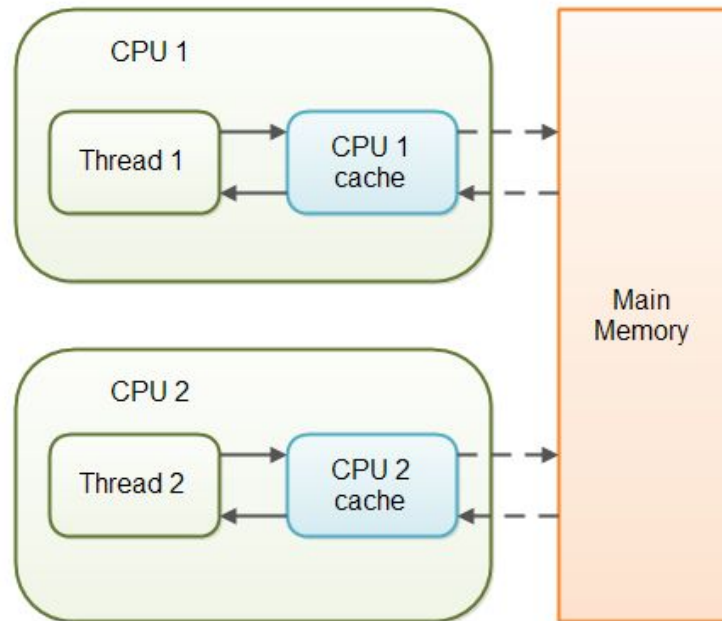 CPU 1
Thread 1
CPU 1
cache
Main
Memory
CPU 2
Thread 2
CPU 2
cache